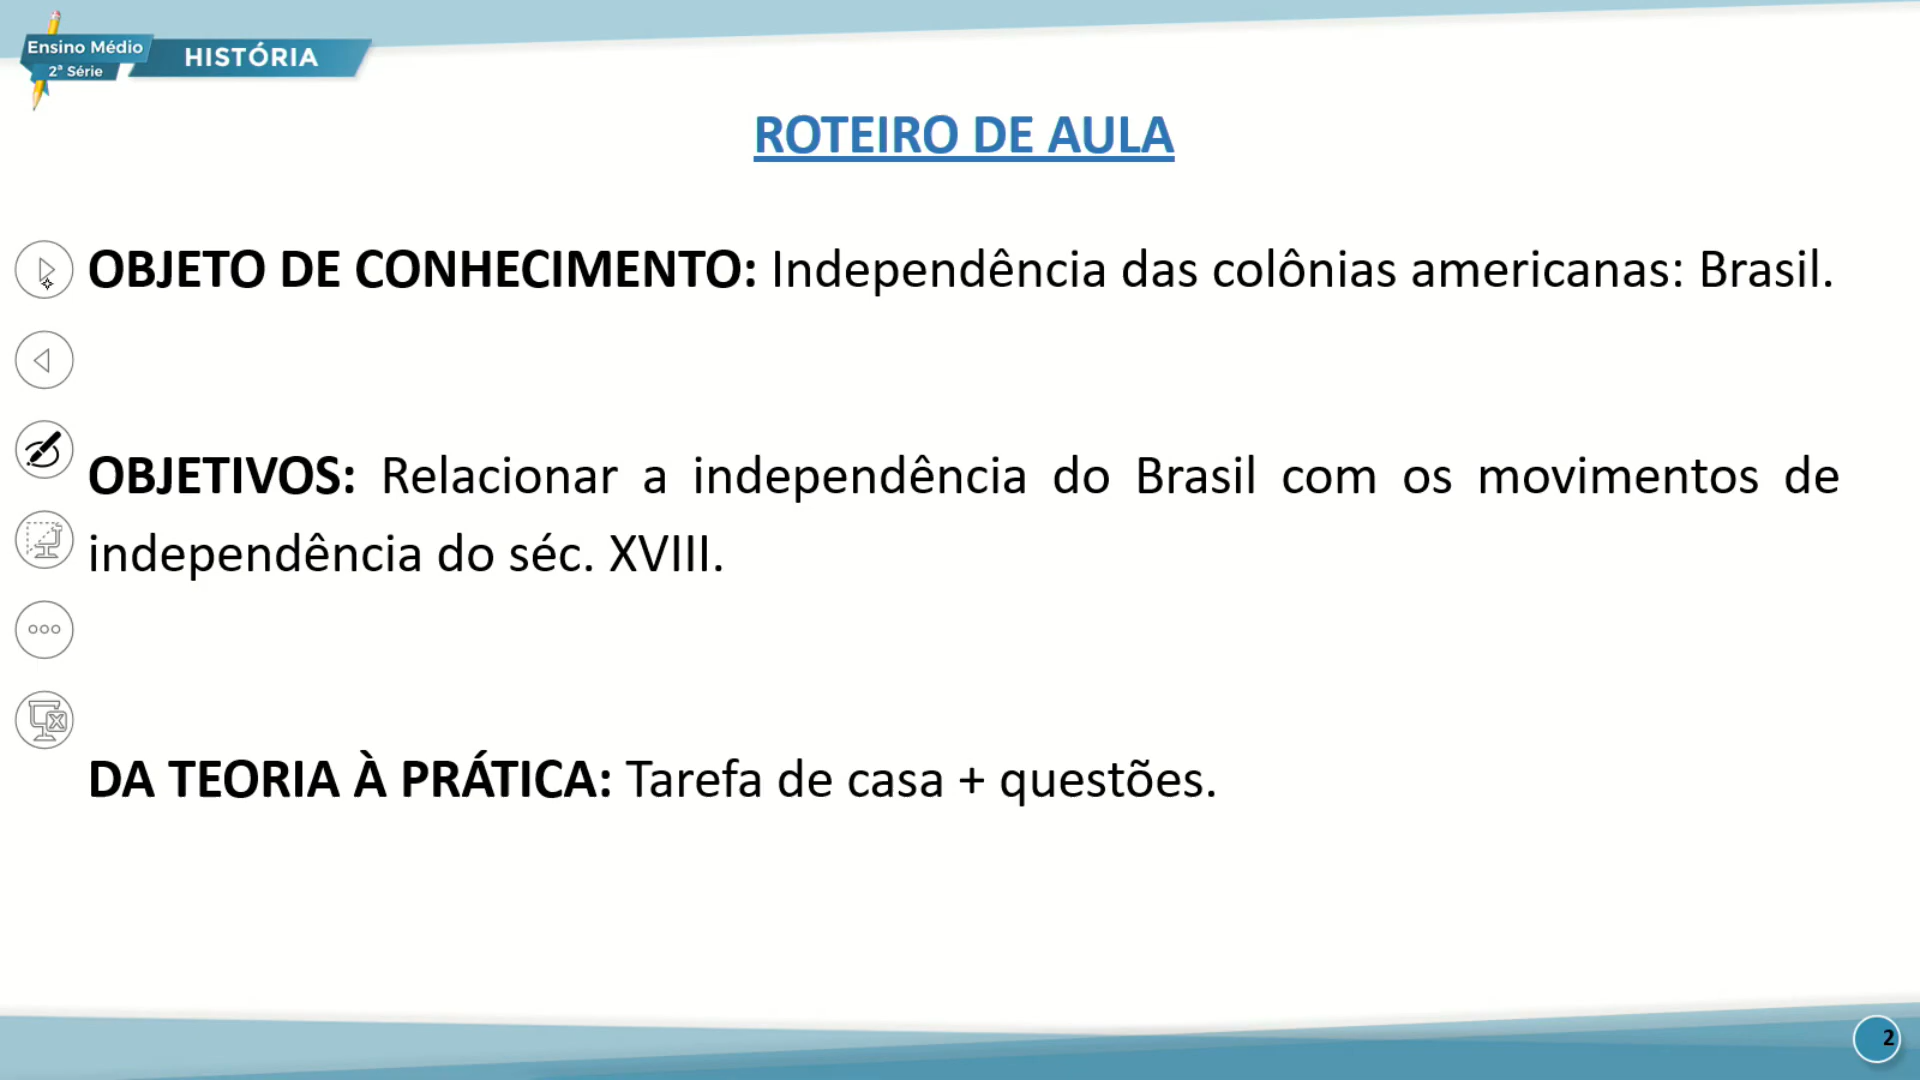 Ensino Médio
2ª Série
HISTÓRIA
ROTEIRO DE AULA
OBJETO DE CONHECIMENTO: Independência das colônias americanas: Brasil.
OBJETIVOS: Relacionar a independência do Brasil com os movimentos de
independência do séc. XVIII.
DA TEORIA À PRÁTICA: Tarefa de casa + questões.
2